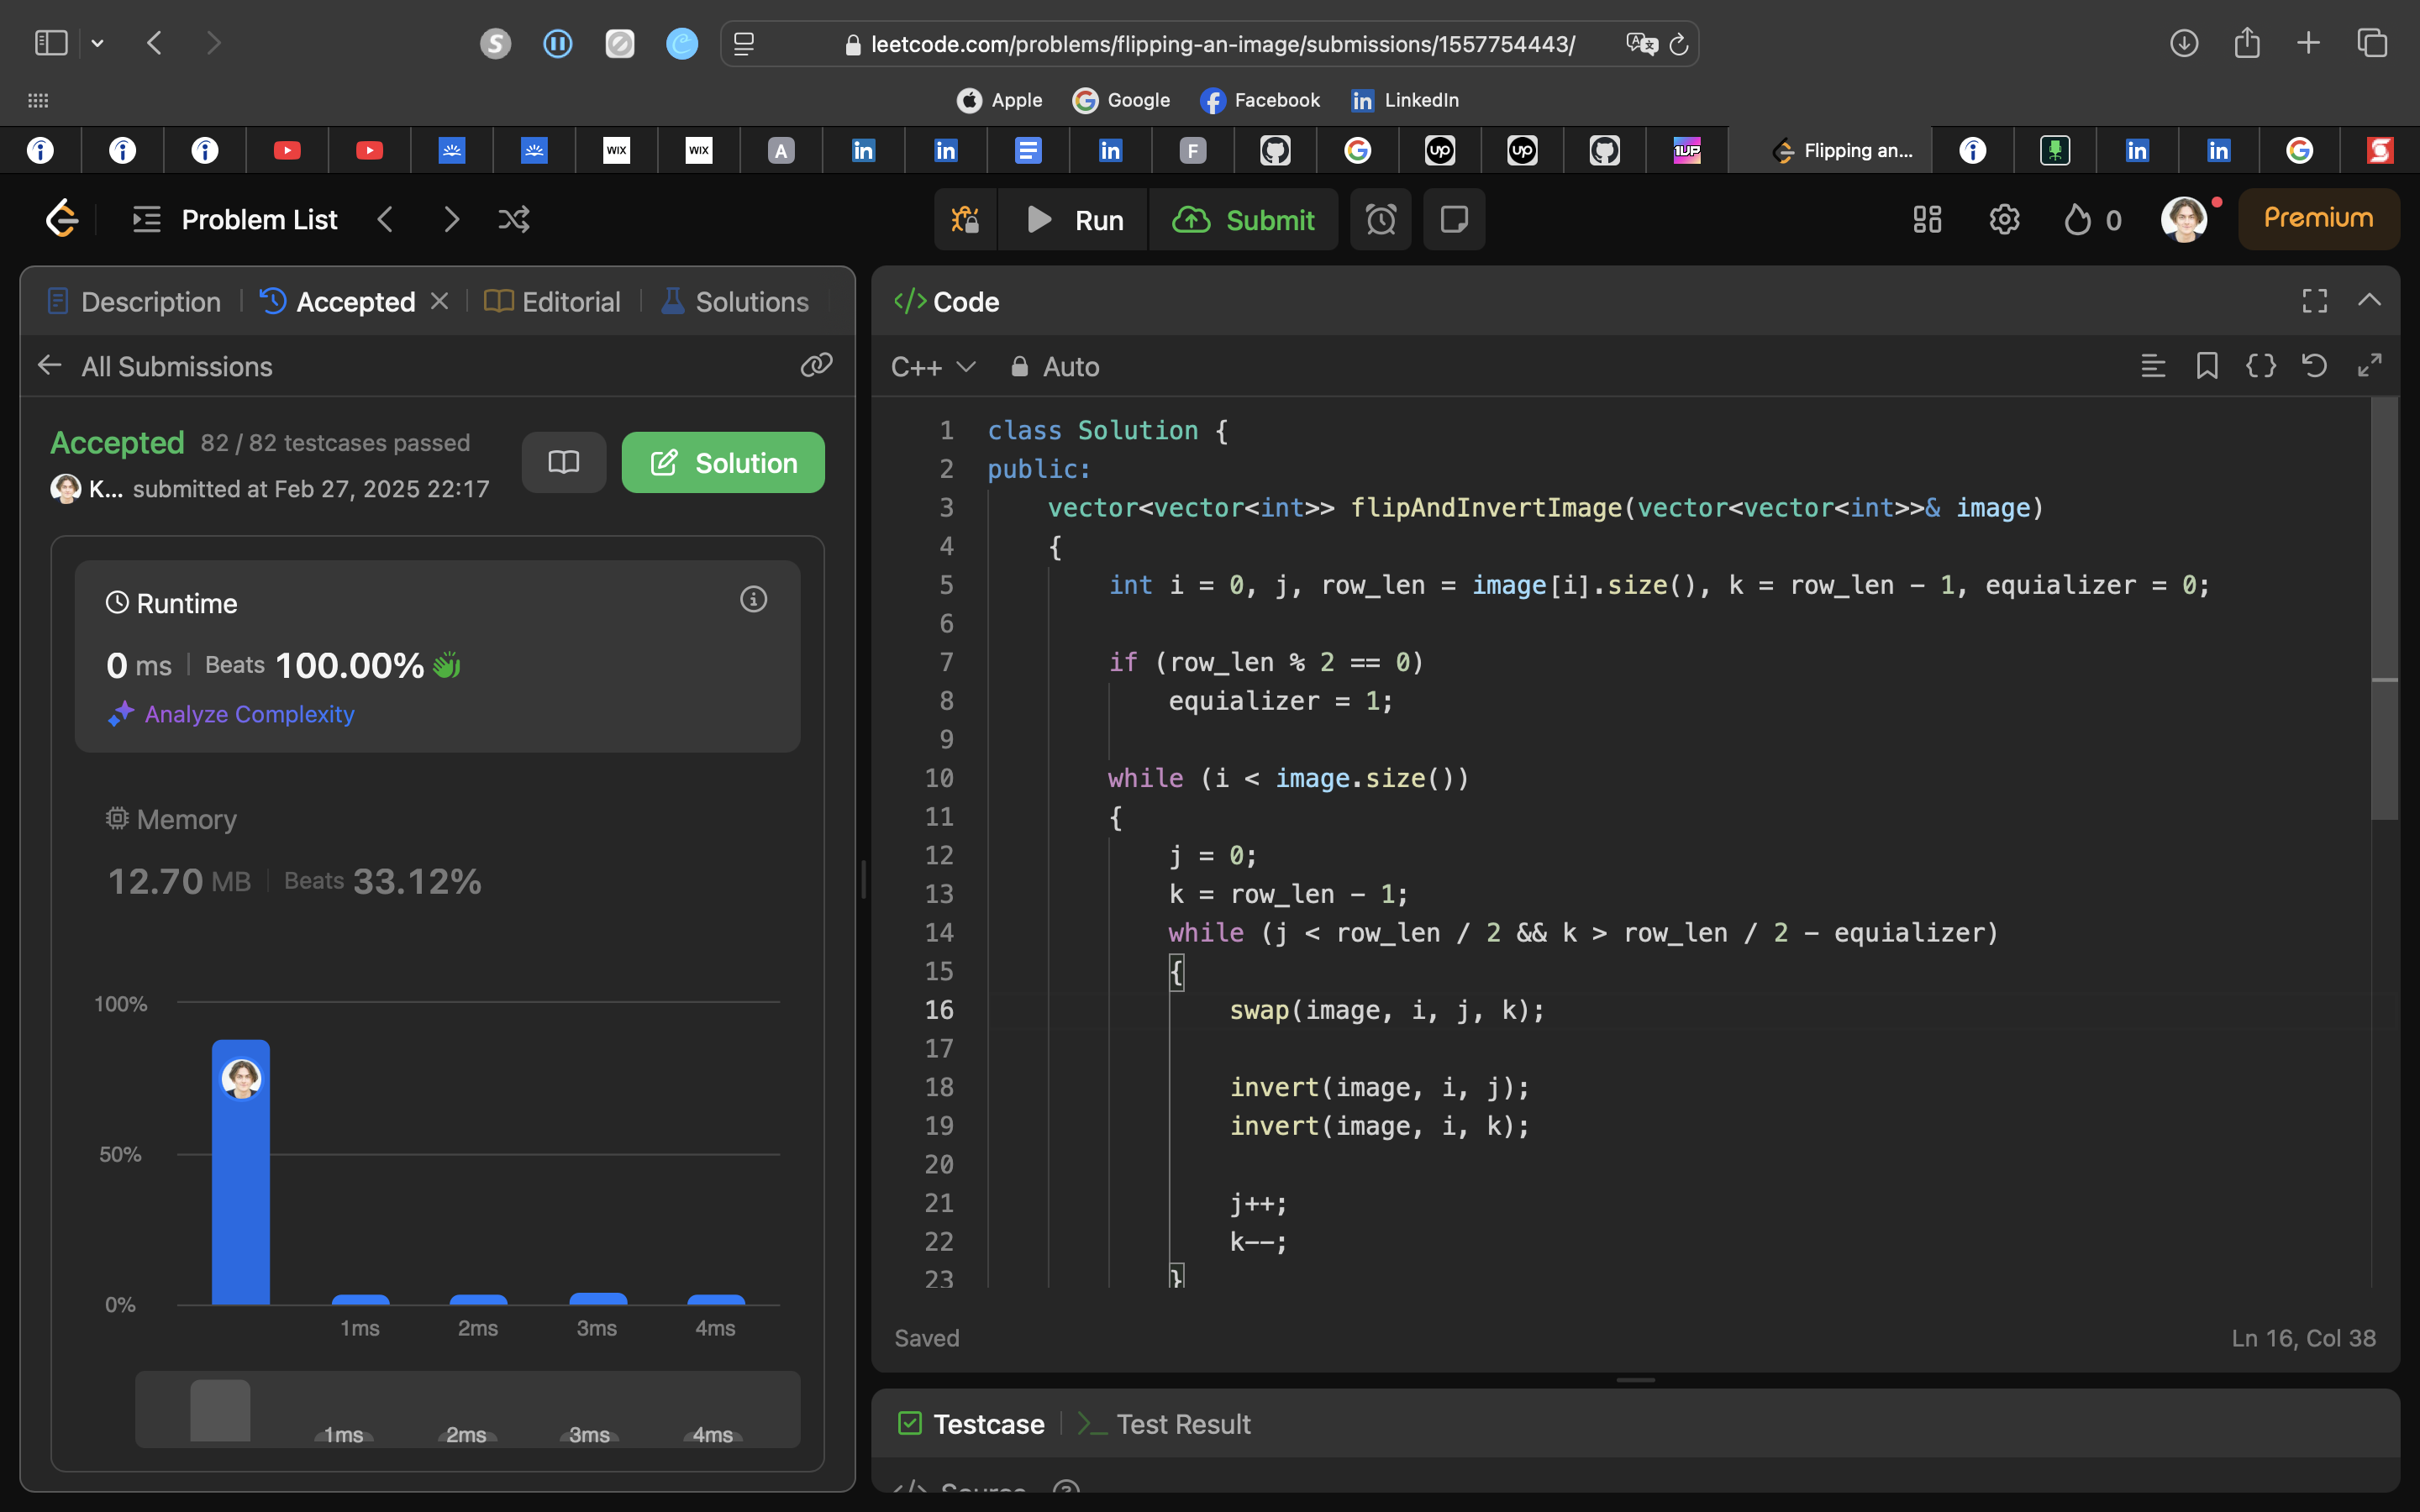 leetcode.com/problems/flipping-an-image/submissions/1557754443/
Apple Google Facebook LinkedIn
WIX WIX A F up up 1UP Flipping an...
Problem List Run Submit 0 Premium
Description Accepted Editorial Solutions
All Submissions
Accepted 82 / 82 testcases passed
K... submitted at Feb 27, 2025 22:17
Solution
Runtime
0 ms Beats 100.00%
Analyze Complexity
Memory
12.70 MB Beats 33.12%
100%
50%
0%
1ms 2ms 3ms 4ms
1ms 2ms 3ms 4ms
</> Code
C++ Auto
1 class Solution {
2 public:
3 vector<vector<int>> flipAndInvertImage(vector<vector<int>>& image)
4 {
5 int i = 0, j, row_len = image[i].size(), k = row_len - 1, equializer = 0;
6
7 if (row_len % 2 == 0)
8 equializer = 1;
9
10 while (i < image.size())
11 {
12 j = 0;
13 k = row_len - 1;
14 while (j < row_len / 2 && k > row_len / 2 - equializer)
15 {
16 swap(image, i, j, k);
17
18 invert(image, i, j);
19 invert(image, i, k);
20
21 j++;
22 k--;
23 }
Saved Ln 16, Col 38
Testcase Test Result
</> Source